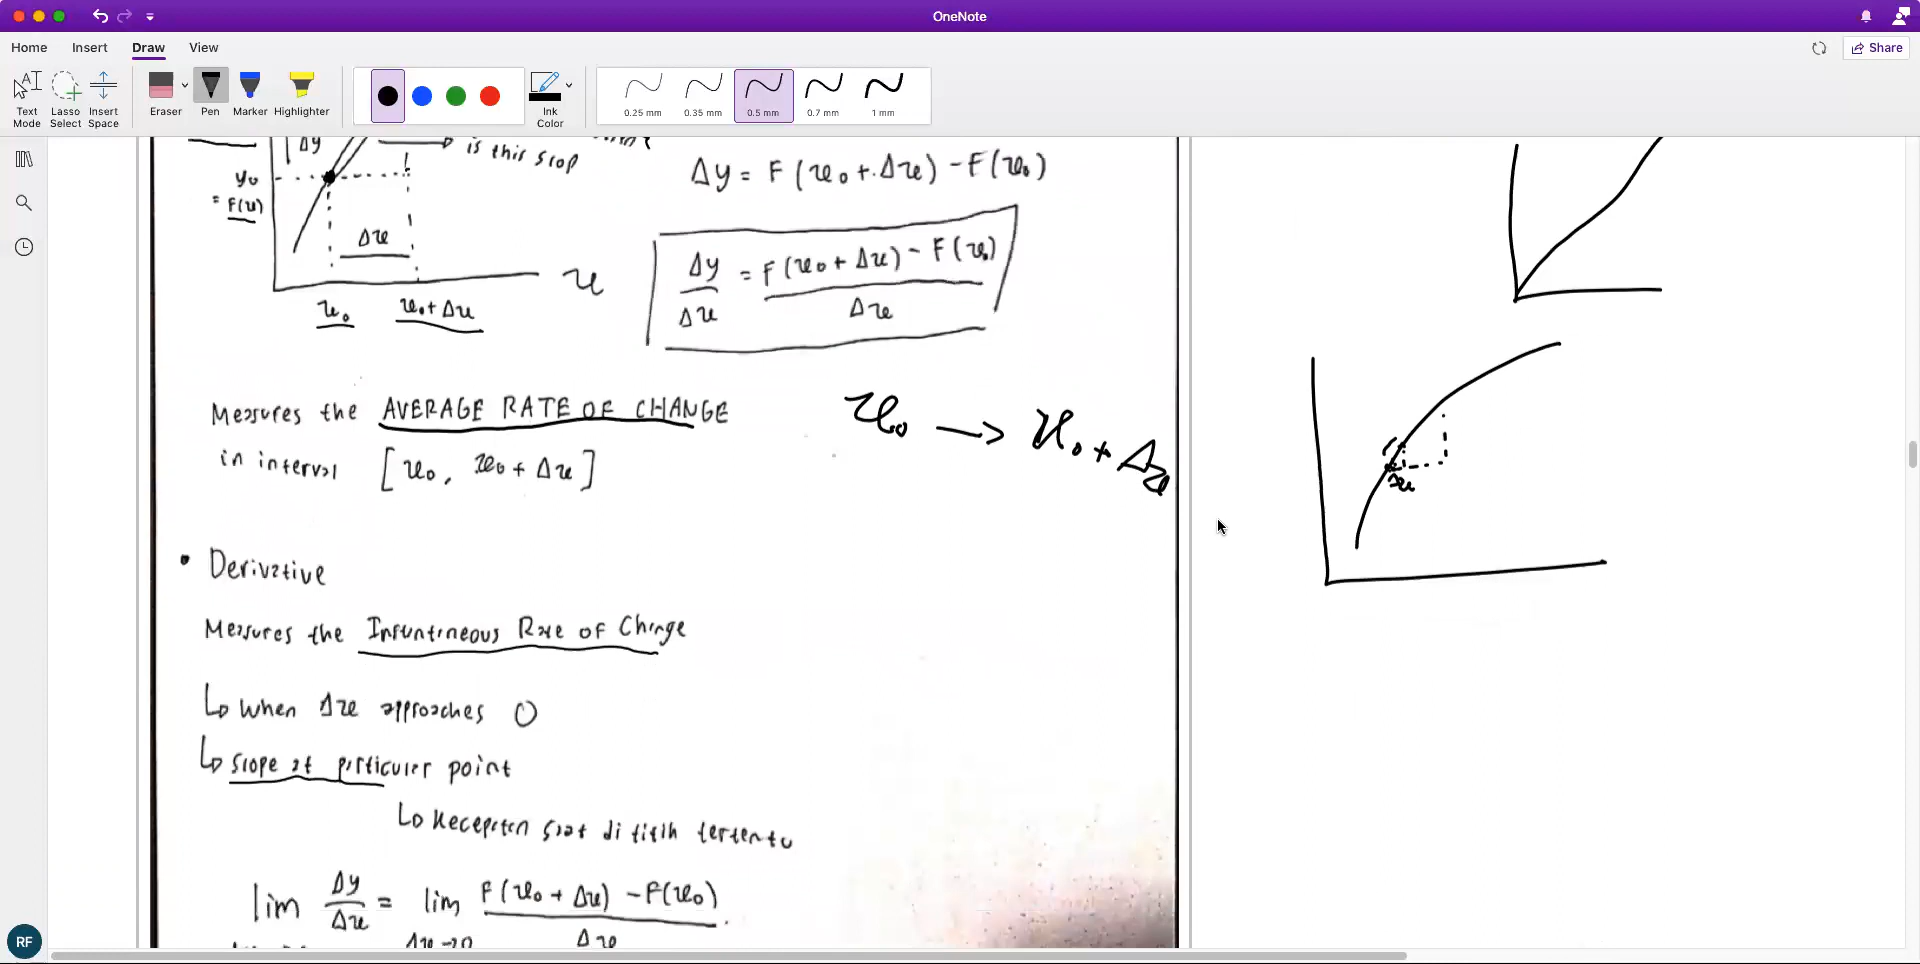 OneNote
Home Insert Draw View
Share
Text Mode
Lasso Select
Insert Space
Eraser
Pen
Marker
Highlighter
Ink Color
0.25 mm
0.35 mm
0.5 mm
0.7 mm
1 mm
Δy
is this slop
y₀
= F(x)
Δx
x
x₀
x₀ + Δx
Δy = F(x₀ + Δx) - F(x₀)
Δy/Δx = F(x₀ + Δx) - F(x₀) / Δx
Measures the AVERAGE RATE OF CHANGE
in interval [x₀, x₀ + Δx]
x₀ → x₀ + Δx
Δx
• Derivative
Measures the Instantaneous Rate of Change
↳ When Δx approaches 0
↳ Slope at particular point
↳ Kecepatan saat di titik tertentu
lim Δy/Δx = lim F(x₀ + Δx) - F(x₀) / Δx
Δx→0
RF